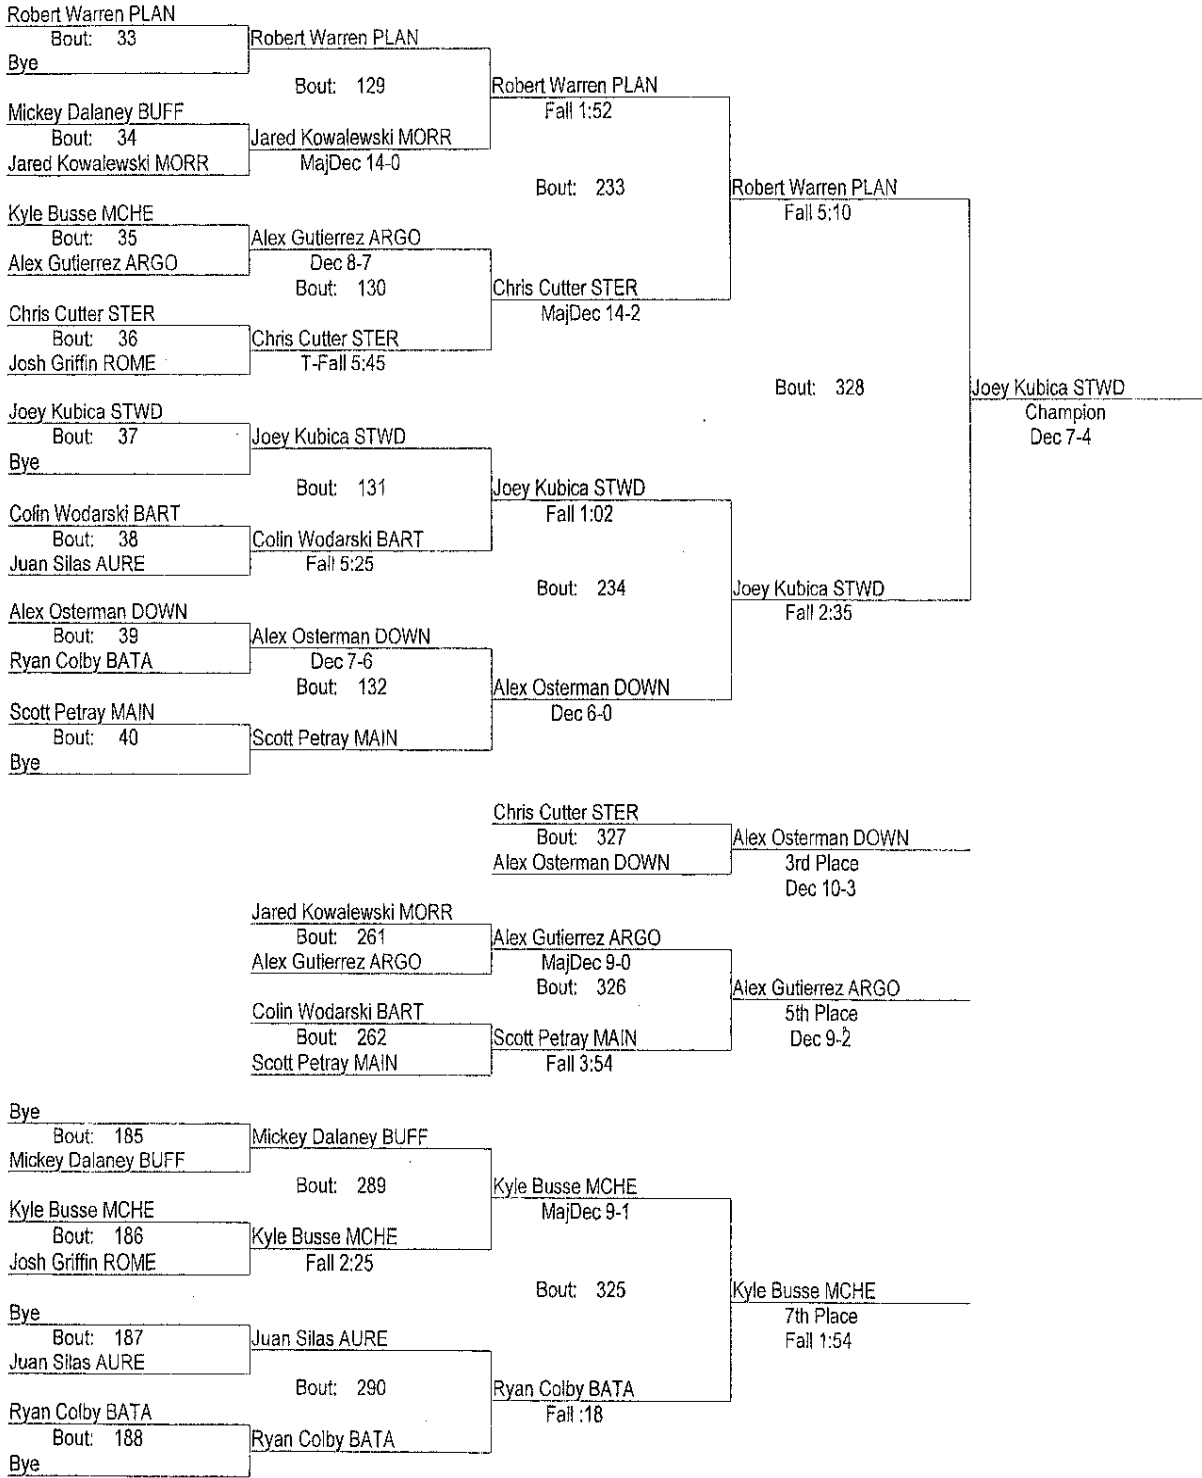 Robert Warren PLAN
Bout: 33
Bye
Robert Warren PLAN
Bout: 129
Mickey Dalaney BUFF
Bout: 34
Jared Kowalewski MORR
Jared Kowalewski MORR
MajDec 14-0
Robert Warren PLAN
Fall 1:52
Bout: 233
Kyle Busse MCHE
Bout: 35
Alex Gutierrez ARGO
Alex Gutierrez ARGO
Dec 8-7
Bout: 130
Chris Cutter STER
Bout: 36
Josh Griffin ROME
Chris Cutter STER
T-Fall 5:45
Chris Cutter STER
MajDec 14-2
Robert Warren PLAN
Fall 5:10
Bout: 328
Joey Kubica STWD
Champion
Dec 7-4
Joey Kubica STWD
Bout: 37
Bye
Joey Kubica STWD
Bout: 131
Colin Wodarski BART
Bout: 38
Juan Silas AURE
Colin Wodarski BART
Fall 5:25
Joey Kubica STWD
Fall 1:02
Bout: 234
Joey Kubica STWD
Fall 2:35
Alex Osterman DOWN
Bout: 39
Ryan Colby BATA
Alex Osterman DOWN
Dec 7-6
Bout: 132
Scott Petray MAIN
Bout: 40
Bye
Scott Petray MAIN
Alex Osterman DOWN
Dec 6-0
Chris Cutter STER
Bout: 327
Alex Osterman DOWN
Alex Osterman DOWN
3rd Place
Dec 10-3
Jared Kowalewski MORR
Bout: 261
Alex Gutierrez ARGO
Alex Gutierrez ARGO
MajDec 9-0
Bout: 326
Colin Wodarski BART
Bout: 262
Scott Petray MAIN
Scott Petray MAIN
Fall 3:54
Alex Gutierrez ARGO
5th Place
Dec 9-2
Bye
Bout: 185
Mickey Dalaney BUFF
Mickey Dalaney BUFF
Bout: 289
Kyle Busse MCHE
Bout: 186
Josh Griffin ROME
Kyle Busse MCHE
Fall 2:25
Kyle Busse MCHE
MajDec 9-1
Bout: 325
Kyle Busse MCHE
7th Place
Fall 1:54
Bye
Bout: 187
Juan Silas AURE
Juan Silas AURE
Bout: 290
Ryan Colby BATA
Bout: 188
Bye
Ryan Colby BATA
Ryan Colby BATA
Fall :18